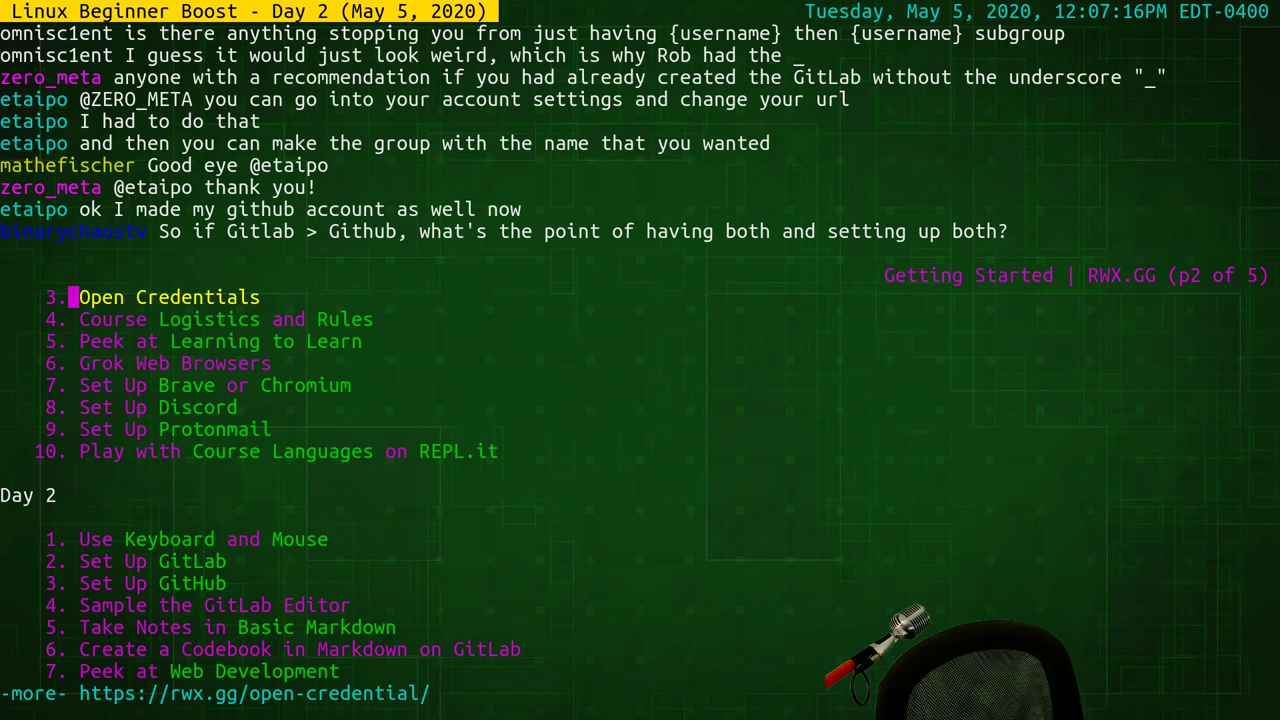 Linux Beginner Boost - Day 2 (May 5, 2020)
Tuesday, May 5, 2020, 12:07:16PM EDT-0400
omnisc1ent is there anything stopping you from just having {username} then {username} subgroup
omnisc1ent I guess it would just look weird, which is why Rob had the _
zero_meta anyone with a recommendation if you had already created the GitLab without the underscore "_"
etaipo @ZERO_META you can go into your account settings and change your url
etaipo I had to do that
etaipo and then you can make the group with the name that you wanted
mathefischer Good eye @etaipo
zero_meta @etaipo thank you!
etaipo ok I made my github account as well now
binarychaostv So if Gitlab > Github, what's the point of having both and setting up both?
Getting Started | RWX.GG (p2 of 5)
3. Open Credentials
4. Course Logistics and Rules
5. Peek at Learning to Learn
6. Grok Web Browsers
7. Set Up Brave or Chromium
8. Set Up Discord
9. Set Up Protonmail
10. Play with Course Languages on REPL.it
Day 2
1. Use Keyboard and Mouse
2. Set Up GitLab
3. Set Up GitHub
4. Sample the GitLab Editor
5. Take Notes in Basic Markdown
6. Create a Codebook in Markdown on GitLab
7. Peek at Web Development
-more- https://rwx.gg/open-credential/